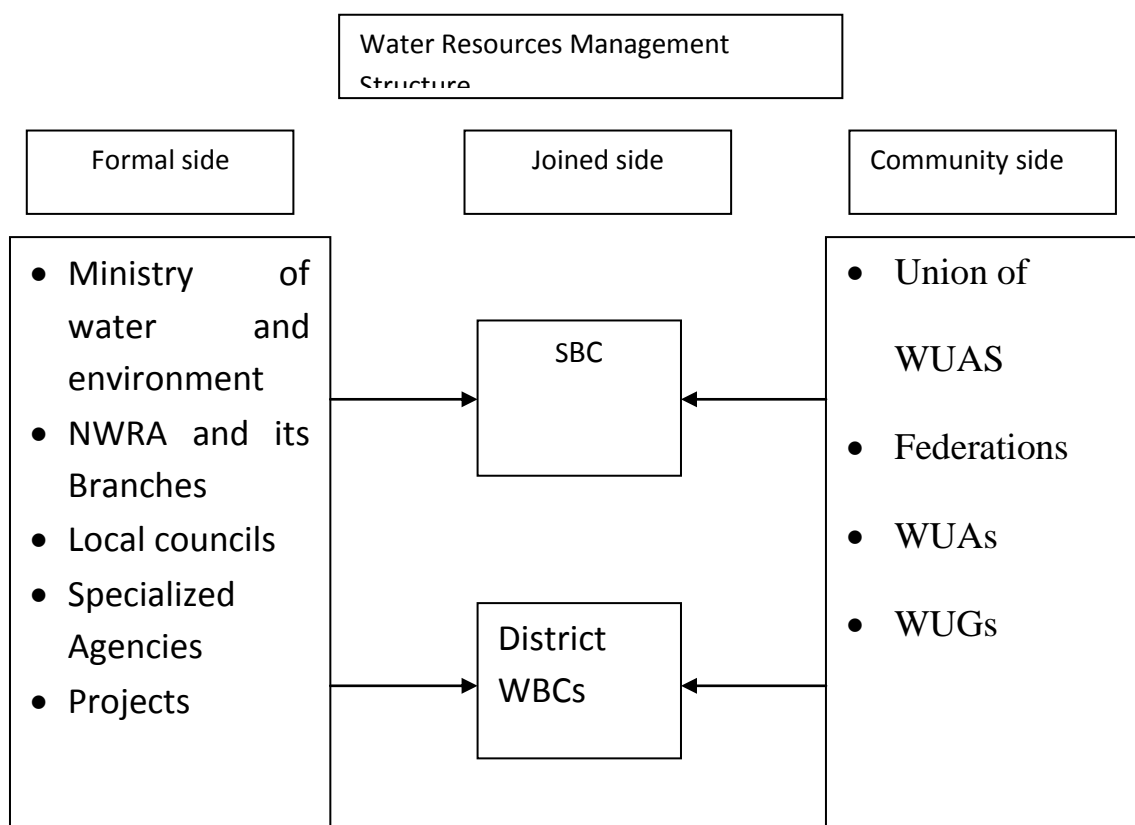 Water Resources Management
Structure
Formal side
Joined side
Community side
• Ministry of
water and
environment
• NWRA and its
Branches
• Local councils
• Specialized
Agencies
• Projects
SBC
District
WBCs
• Union of
WUAS
• Federations
• WUAs
• WUGs